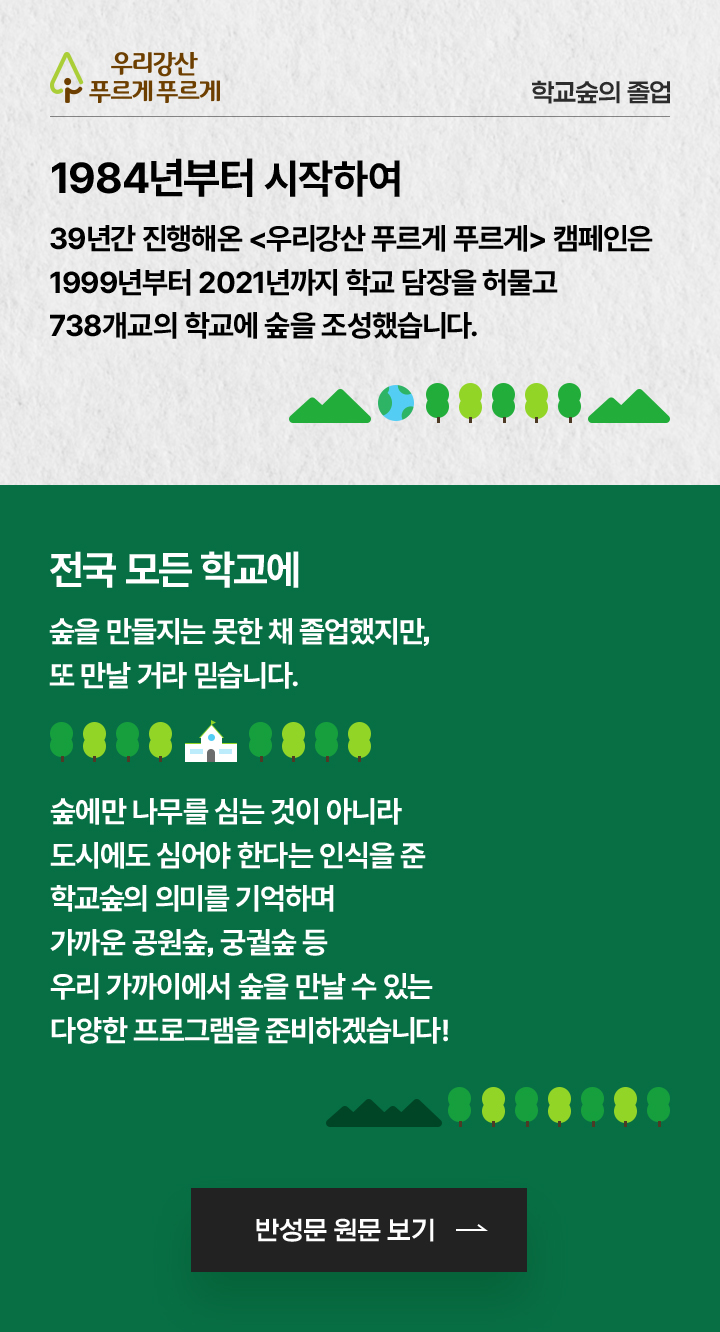 우리강산
푸르게 푸르게
학교숲의 졸업
1984년부터 시작하여
39년간 진행해온 <우리강산 푸르게 푸르게> 캠페인은
1999년부터 2021년까지 학교 담장을 허물고
738개교의 학교에 숲을 조성했습니다.
전국 모든 학교에
숲을 만들지는 못한 채 졸업했지만,
또 만날 거라 믿습니다.
숲에만 나무를 심는 것이 아니라
도시에도 심어야 한다는 인식을 준
학교숲의 의미를 기억하며
가까운 공원숲, 궁궐숲 등
우리 가까이에서 숲을 만날 수 있는
다양한 프로그램을 준비하겠습니다!
반성문 원문 보기